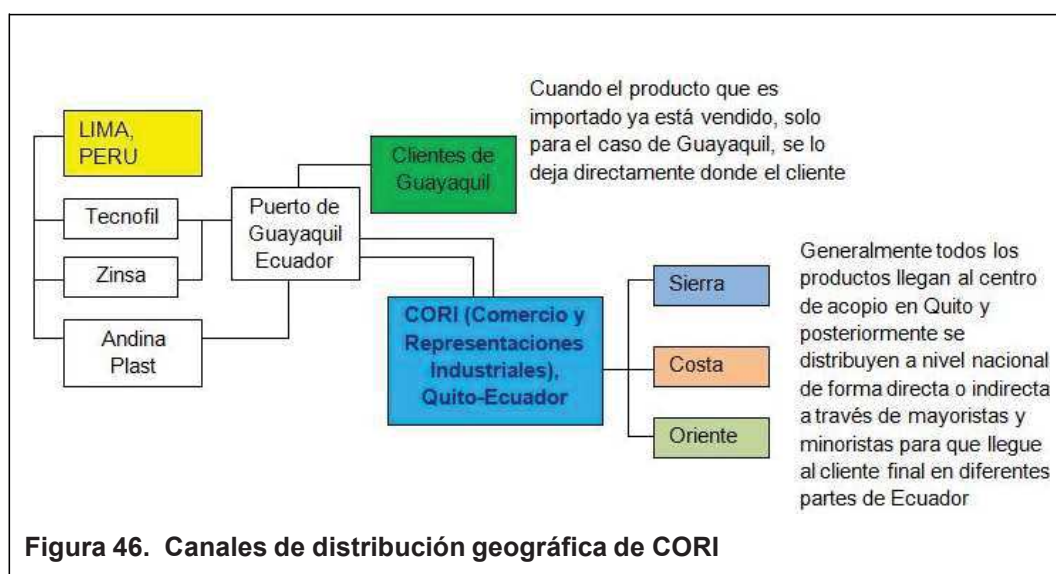 LIMA,
PERU
Tecnofil
Zinsa
Andina
Plast
Puerto de
Guayaquil
Ecuador
Clientes de
Guayaquil
Cuando el producto que es
importado ya está vendido, solo
para el caso de Guayaquil, se lo
deja directamente donde el cliente
CORI (Comercio y
Representaciones
Industriales),
Quito-Ecuador
Sierra
Costa
Oriente
Generalmente todos los
productos llegan al centro
de acopio en Quito y
posteriormente se
distribuyen a nivel nacional
de forma directa o indirecta
a través de mayoristas y
minoristas para que llegue
al cliente final en diferentes
partes de Ecuador
Figura 46. Canales de distribución geográfica de CORI